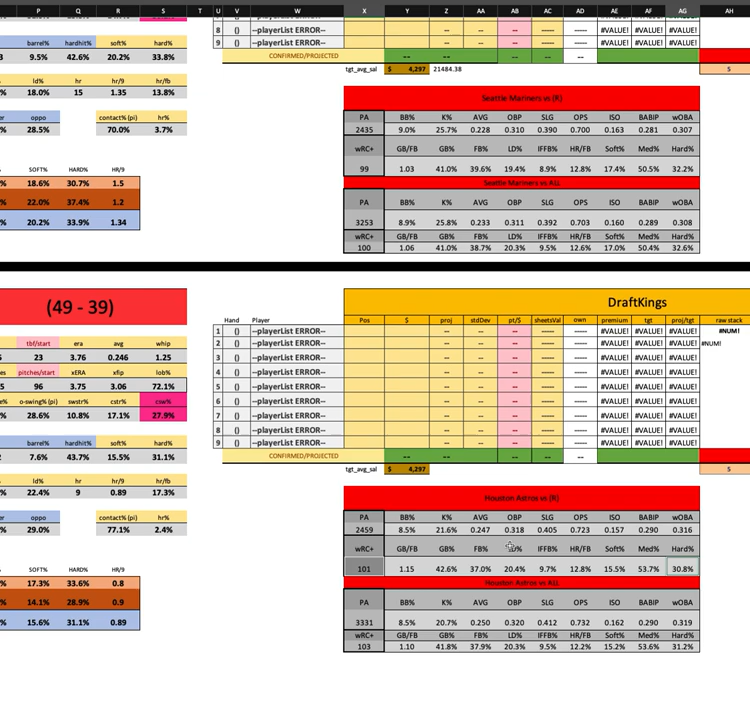 P Q R S T U V W X Y Z AA AB AC AD AE AF AG AH
8 () --playerList ERROR-- -- -- -- ----- ----- #VALUE! #VALUE! #VALUE!
barrel% hardhit% soft% hard% 9 () --playerList ERROR-- -- -- -- ----- ----- #VALUE! #VALUE! #VALUE!
9.5% 42.6% 20.2% 33.8% CONFIRMED/PROJECTED -- -- -- -- --
tgt_avg_sal $ 4,297 21484.38 5
ld% hr hr/9 hr/fb
18.0% 15 1.35 13.8%
Seattle Mariners vs (R)
oppo contact% (pi) hr% PA BB% K% AVG OBP SLG OPS ISO BABIP wOBA
28.5% 70.0% 3.7% 2435 9.0% 25.7% 0.228 0.310 0.390 0.700 0.163 0.281 0.307
wRC+ GB/FB GB% FB% LD% IFFB% HR/FB Soft% Med% Hard%
SOFT% HARD% HR/9 99 1.03 41.0% 39.6% 19.4% 8.9% 12.8% 17.4% 50.5% 32.2%
18.6% 30.7% 1.5 Seattle Mariners vs ALL
22.0% 37.4% 1.2 PA BB% K% AVG OBP SLG OPS ISO BABIP wOBA
20.2% 33.9% 1.34 3253 8.9% 25.8% 0.233 0.311 0.392 0.703 0.160 0.289 0.308
wRC+ GB/FB GB% FB% LD% IFFB% HR/FB Soft% Med% Hard%
100 1.06 41.0% 38.7% 20.3% 9.5% 12.6% 17.0% 50.4% 32.6%
(49 - 39) DraftKings
Hand Player Pos $ proj stdDev pt/$ sheetsVal own premium tgt proj/tgt raw stack
1 () --playerList ERROR-- -- -- -- ----- ----- #VALUE! #VALUE! #VALUE! #NUM!
tbf/start era avg whip 2 () --playerList ERROR-- -- -- -- ----- ----- #VALUE! #VALUE! #VALUE! #NUM!
23 3.76 0.246 1.25 3 () --playerList ERROR-- -- -- -- ----- ----- #VALUE! #VALUE! #VALUE!
pitches/start xERA xfip lob% 4 () --playerList ERROR-- -- -- -- ----- ----- #VALUE! #VALUE! #VALUE!
96 3.75 3.06 72.1% 5 () --playerList ERROR-- -- -- -- ----- ----- #VALUE! #VALUE! #VALUE!
o-swing% (pi) swstr% cstr% csw% 6 () --playerList ERROR-- -- -- -- ----- ----- #VALUE! #VALUE! #VALUE!
28.6% 10.8% 17.1% 27.9% 7 () --playerList ERROR-- -- -- -- ----- ----- #VALUE! #VALUE! #VALUE!
8 () --playerList ERROR-- -- -- -- ----- ----- #VALUE! #VALUE! #VALUE!
barrel% hardhit% soft% hard% 9 () --playerList ERROR-- -- -- -- ----- ----- #VALUE! #VALUE! #VALUE!
7.6% 43.7% 15.5% 31.1% CONFIRMED/PROJECTED -- -- -- -- --
tgt_avg_sal $ 4,297 5
ld% hr hr/9 hr/fb
22.4% 9 0.89 17.3%
Houston Astros vs (R)
oppo contact% (pi) hr% PA BB% K% AVG OBP SLG OPS ISO BABIP wOBA
29.0% 77.1% 2.4% 2459 8.5% 21.6% 0.247 0.318 0.405 0.723 0.157 0.290 0.316
wRC+ GB/FB GB% FB% LD% IFFB% HR/FB Soft% Med% Hard%
SOFT% HARD% HR/9 101 1.15 42.6% 37.0% 20.4% 9.7% 12.8% 15.5% 53.7% 30.8%
17.3% 33.6% 0.8 Houston Astros vs ALL
14.1% 28.9% 0.9 PA BB% K% AVG OBP SLG OPS ISO BABIP wOBA
15.6% 31.1% 0.89 3331 8.5% 20.7% 0.250 0.320 0.412 0.732 0.162 0.290 0.319
wRC+ GB/FB GB% FB% LD% IFFB% HR/FB Soft% Med% Hard%
103 1.10 41.8% 37.9% 20.3% 9.5% 12.2% 15.2% 53.6% 31.2%